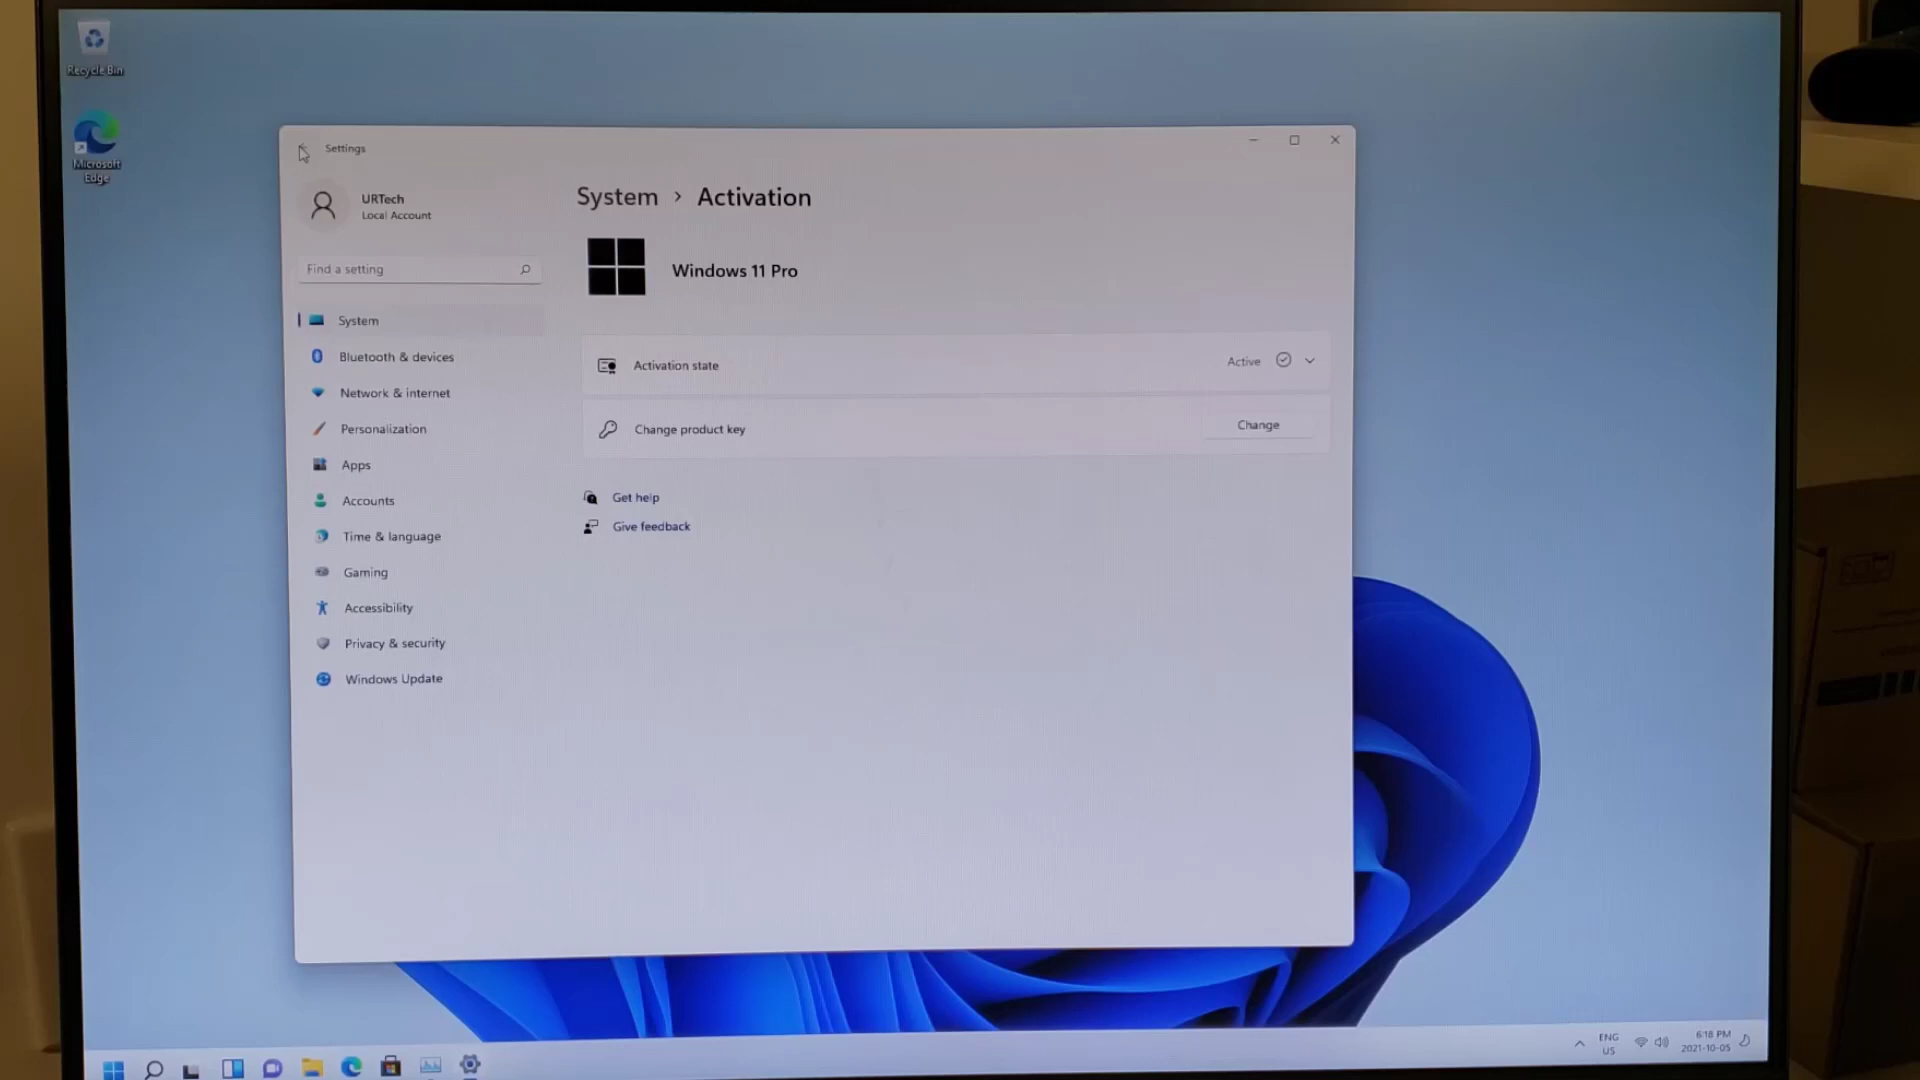 Recycle Bin
Microsoft
Edge
Settings
URTech
Local Account
Find a setting
System
Bluetooth & devices
Network & internet
Personalization
Apps
Accounts
Time & language
Gaming
Accessibility
Privacy & security
Windows Update
System › Activation
Windows 11 Pro
Activation state
Active
Change product key
Change
Get help
Give feedback
ENG
US
6:18 PM
2021-10-05